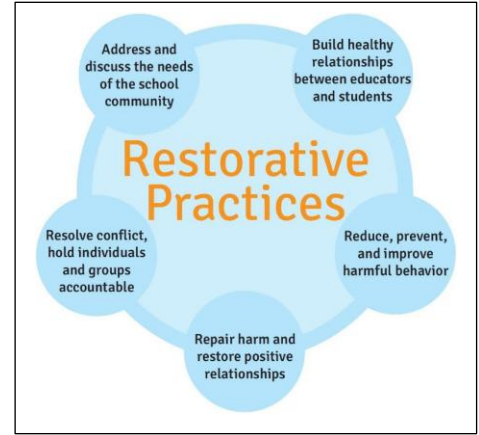 Address and
discuss the needs
of the school
community
Build healthy
relationships
between educators
and students
Restorative
Practices
Resolve conflict,
hold individuals
and groups
accountable
Reduce, prevent,
and improve
harmful behavior
Repair harm and
restore positive
relationships